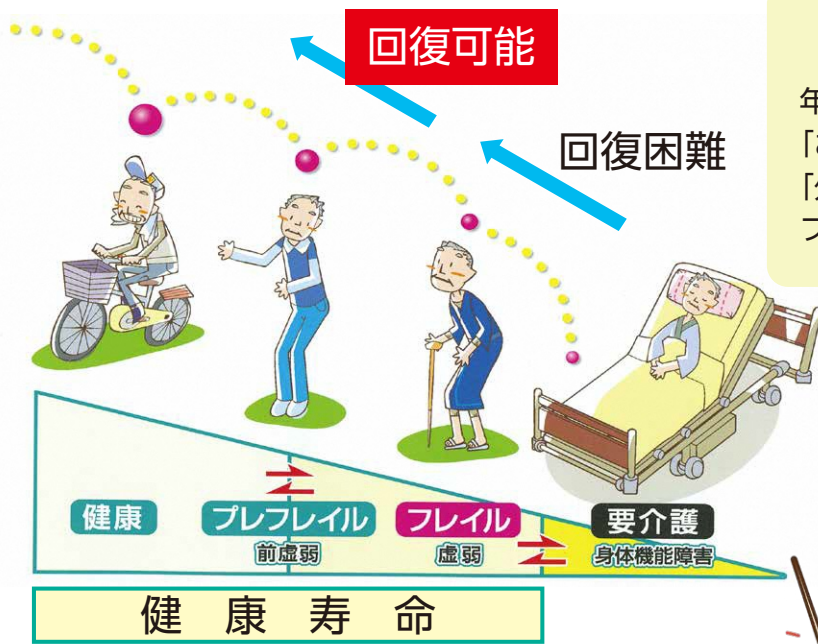 回復可能
回復困難
年
フ
健康
プレフレイル
前虚弱
フレイル
虚弱
要介護
身体機能障害
健康寿命